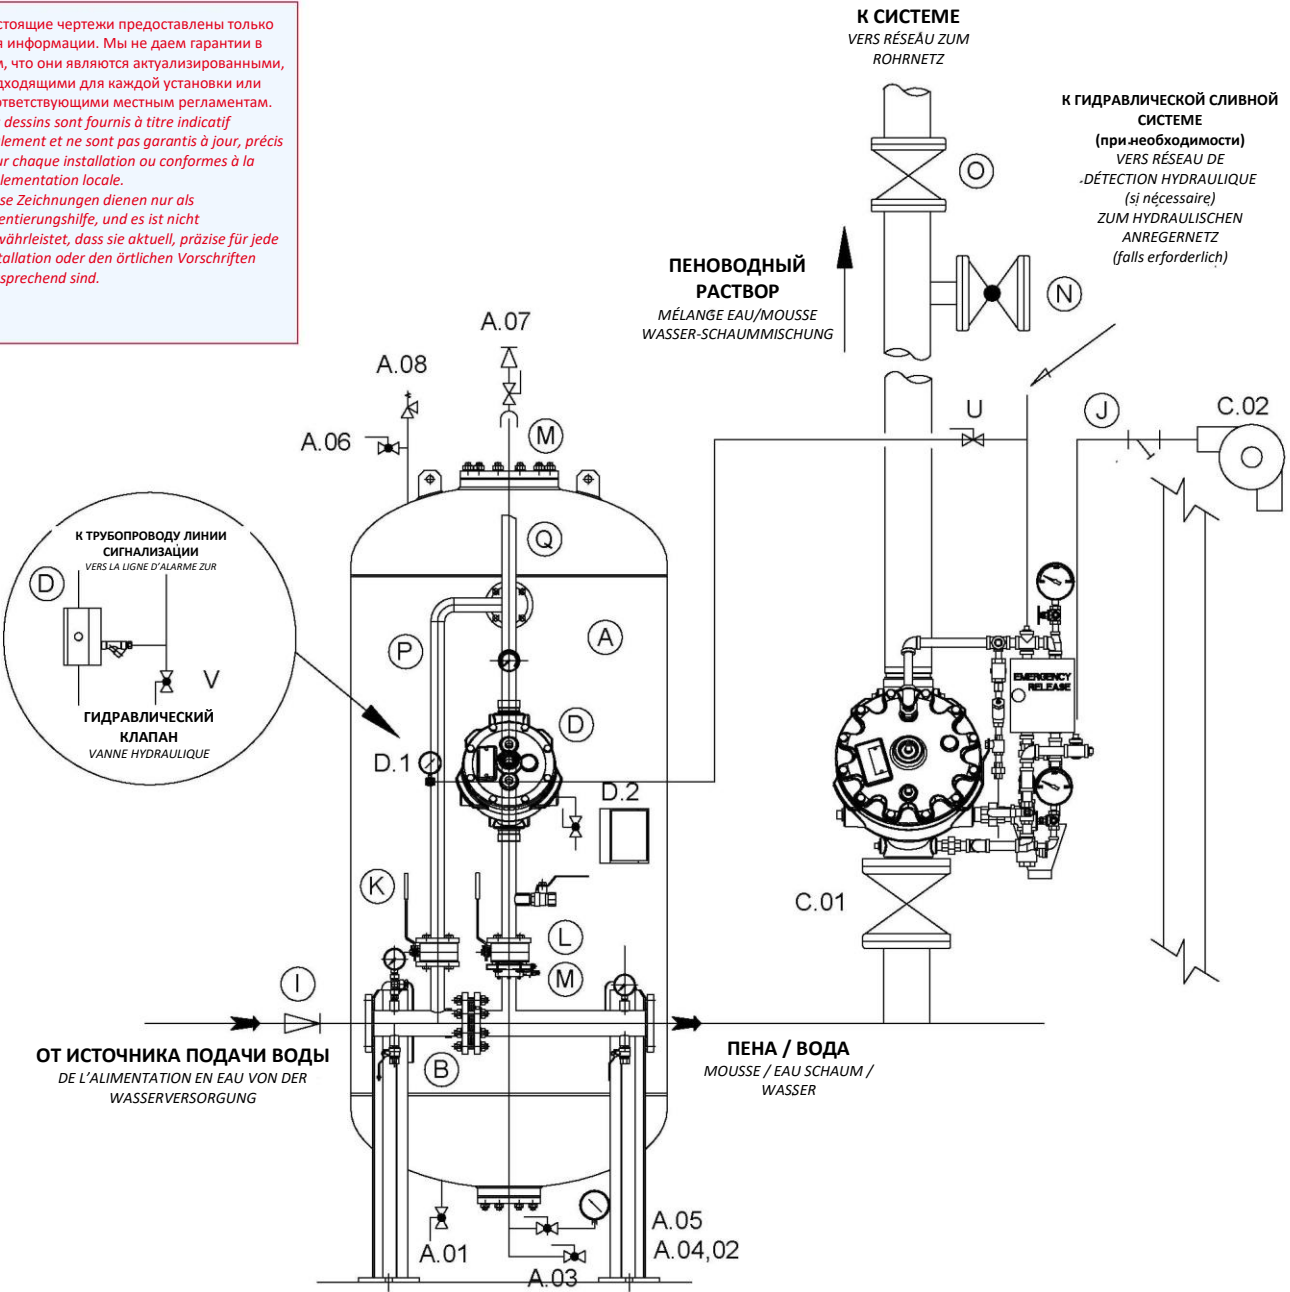 стоящие чертежи предоставлены только
я информации. Мы не даем гарантии в
м, что они являются актуализированными,
дходящими для каждой установки или
ответствующими местным регламентам.
dessins sont fournis à titre indicatif
lement et ne sont pas garantis à jour, précis
ur chaque installation ou conformes à la
lementation locale.
se Zeichnungen dienen nur als
entierungshilfe, und es ist nicht
währleistet, dass sie aktuell, präzise für jede
tallation oder den örtlichen Vorschriften
sprechend sind.
К СИСТЕМЕ
VERS RÉSEAU ZUM
ROHRNETZ
К ГИДРАВЛИЧЕСКОЙ СЛИВНОЙ
СИСТЕМЕ
(при необходимости)
VERS RÉSEAU DE
DÉTECTION HYDRAULIQUE
(si nécessaire)
ZUM HYDRAULISCHEN
ANREGERNETZ
(falls erforderlich)
O
ПЕНОВОДНЫЙ
РАСТВОР
MÉLANGE EAU/MOUSSE
WASSER-SCHAUMMISCHUNG
N
A.07
A.08
A.06
M
U
J
C.02
К ТРУБОПРОВОДУ ЛИНИИ
СИГНАЛИЗАЦИИ
VERS LA LIGNE D'ALARME ZUR
D
V
ГИДРАВЛИЧЕСКИЙ
КЛАПАН
VANNE HYDRAULIQUE
Q
P
A
D
D.1
D.2
EMERGENCY
RELEASE
K
C.01
L
M
I
ОТ ИСТОЧНИКА ПОДАЧИ ВОДЫ
DE L'ALIMENTATION EN EAU VON DER
WASSERVERSORGUNG
B
ПЕНА / ВОДА
MOUSSE / EAU SCHAUM /
WASSER
A.01
A.05
A.04,02
A.03